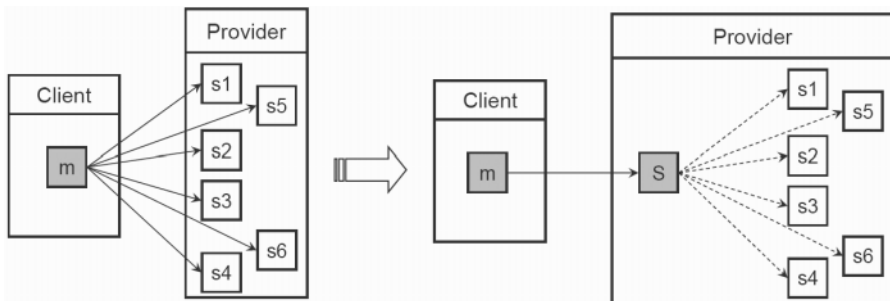 Provider
Client
s1
s5
m
s2
s3
s6
s4
Provider
Client
s1
s5
s2
m
S
s3
s6
s4